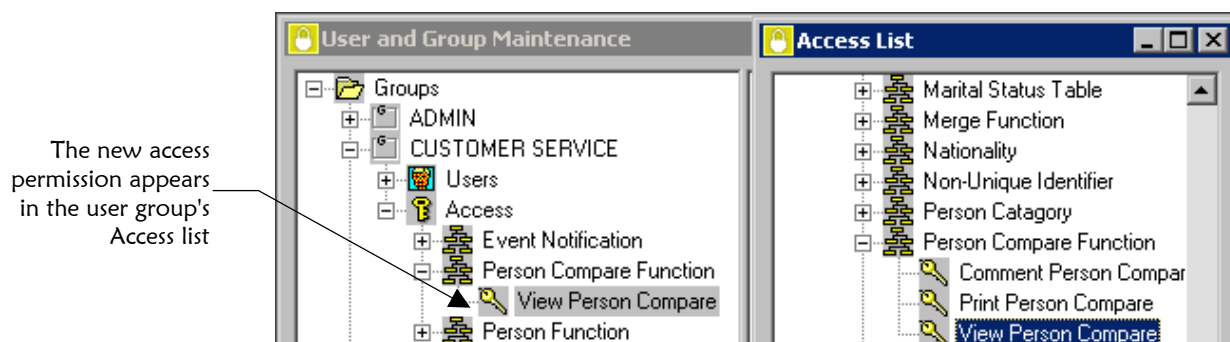 The new access
permission appears
in the user group's
Access list
User and Group Maintenance
Groups
ADMIN
CUSTOMER SERVICE
Users
Access
Event Notification
Person Compare Function
View Person Compare
Person Function
Access List
Marital Status Table
Merge Function
Nationality
Non-Unique Identifier
Person Catagory
Person Compare Function
Comment Person Compar
Print Person Compare
View Person Compare